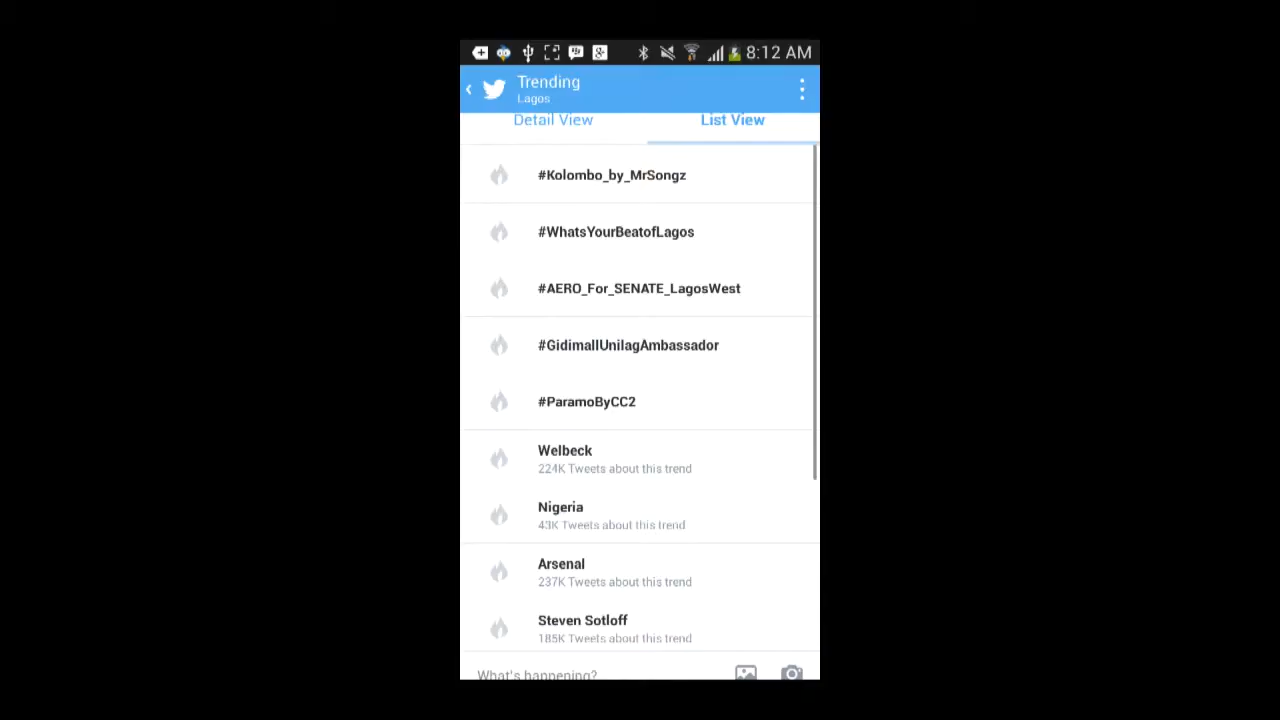 8:12 AM
Trending
Lagos
Detail View
List View
#Kolombo_by_MrSongz
#WhatsYourBeatofLagos
#AERO_For_SENATE_LagosWest
#GidimallUnilagAmbassador
#ParamoByCC2
Welbeck
224K Tweets about this trend
Nigeria
43K Tweets about this trend
Arsenal
237K Tweets about this trend
Steven Sotloff
185K Tweets about this trend
What's happening?